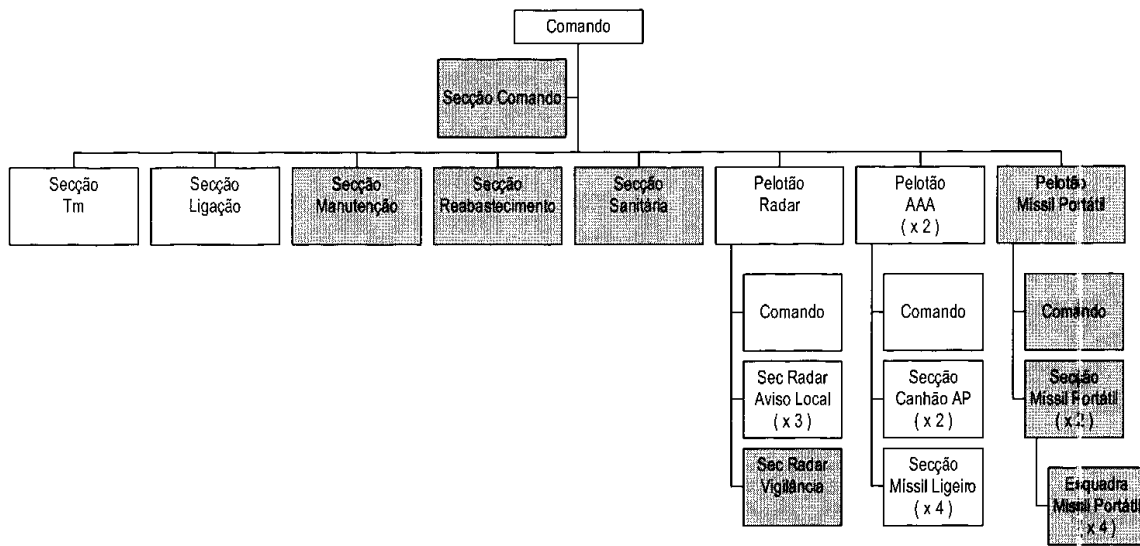 Comando
Secção Comando
Secção
Tm
Secção
Ligação
Secção
Manutenção
Secção
Reabastecimento
Secção
Sanitária
Pelotão
Radar
Pelotão
AAA
( x 2 )
Pelotão
Míssil Portátil
Comando
Sec Radar
Aviso Local
( x 3 )
Sec Radar
Vigilância
Comando
Secção
Canhão AP
( x 2 )
Secção
Míssil Ligeiro
( x 4 )
Comando
Secção
Míssil Portátil
Esquadra
Míssil Portátil
( x 4 )